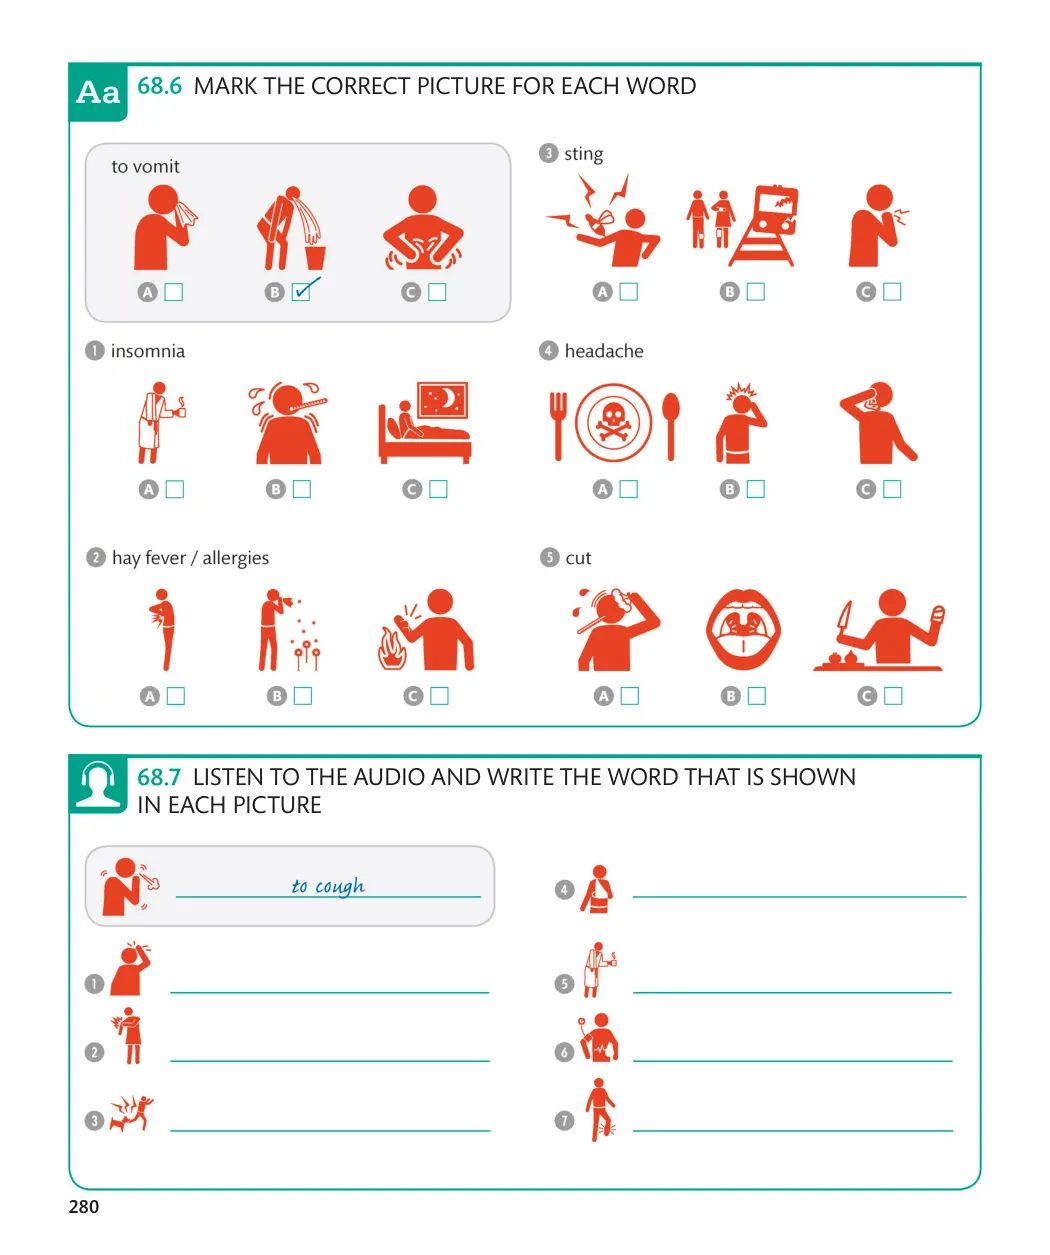 Aa 68.6 MARK THE CORRECT PICTURE FOR EACH WORD
to vomit
A B C
1 insomnia
A B C
2 hay fever / allergies
A B C
3 sting
A B C
4 headache
A B C
5 cut
A B C
68.7 LISTEN TO THE AUDIO AND WRITE THE WORD THAT IS SHOWN
IN EACH PICTURE
to cough
1
2
3
4
5
6
7
280